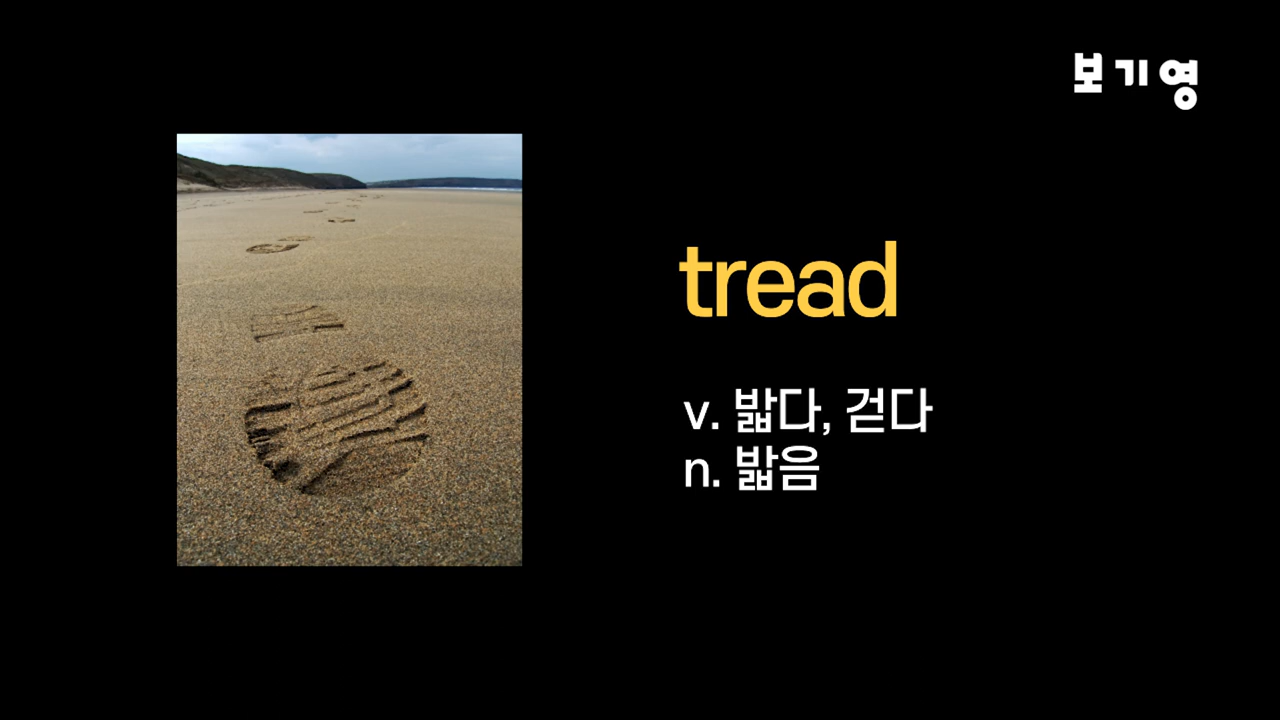 보기영
tread
v. 밟다, 걷다
n. 밟음